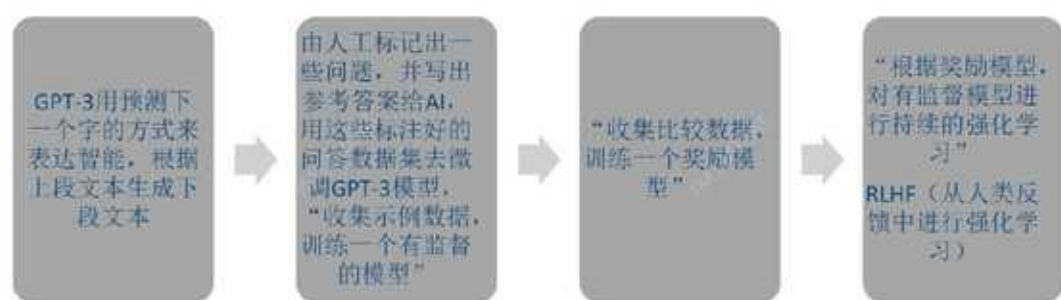 GPT-3用预测下
一个字的方式来
表达智能，根据
上段文本生成下
段文本
由人工标记出一
些问题，并写出
参考答案给AI，
用这些标注好的
问答数据集去微
调GPT-3模型，
“收集示例数据，
训练一个有监督
的模型”
“收集比较数据，
训练一个奖励模
型”
“根据奖励模型，
对有监督模型进
行持续的强化学
习”
RLHF（从人类反
馈中进行强化学
习）